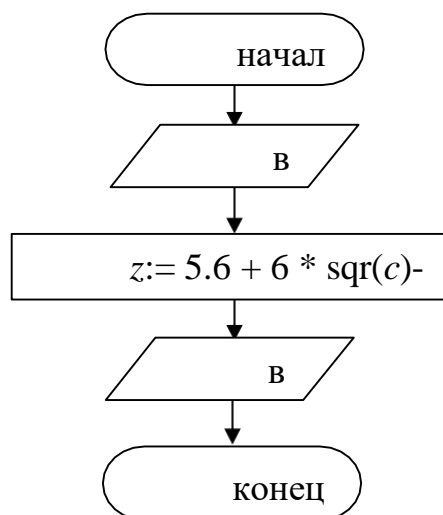 начал
в
z:= 5.6 + 6 * sqr(c)-
в
конец